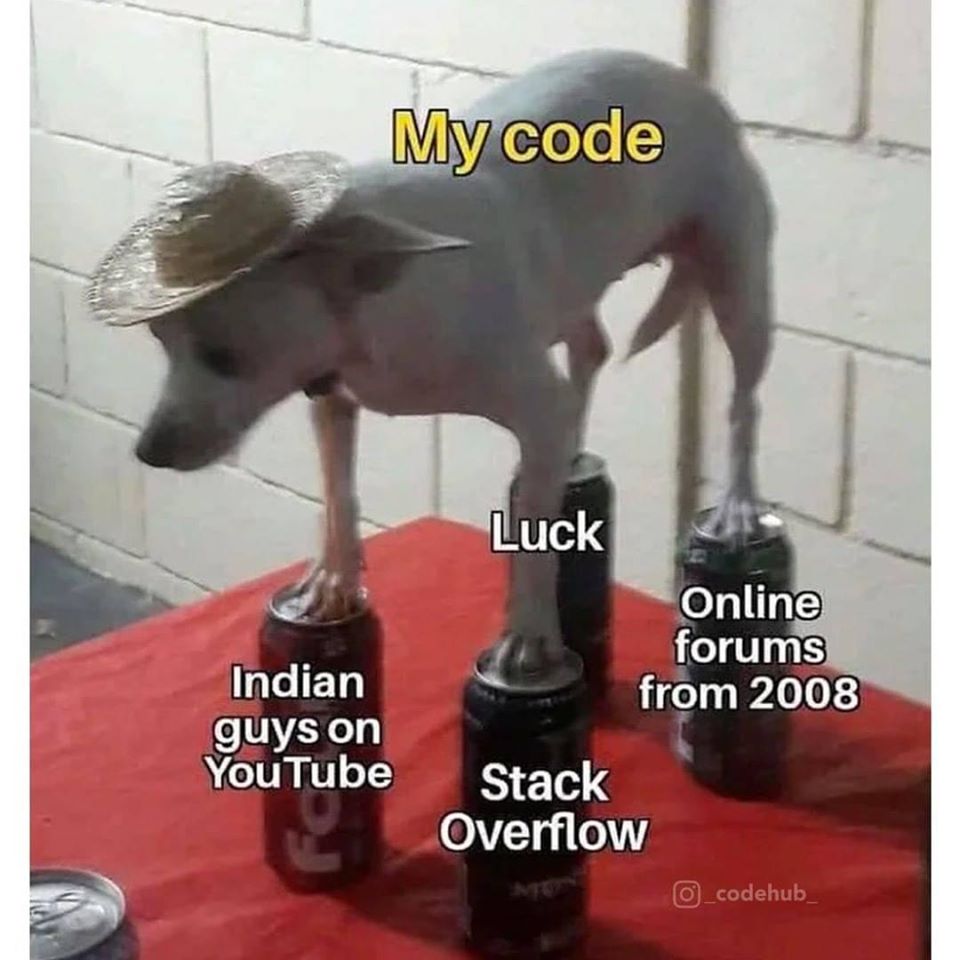 My code
Luck
Online
forums
from 2008
Indian
guys on
YouTube
Stack
Overflow
_codehub_